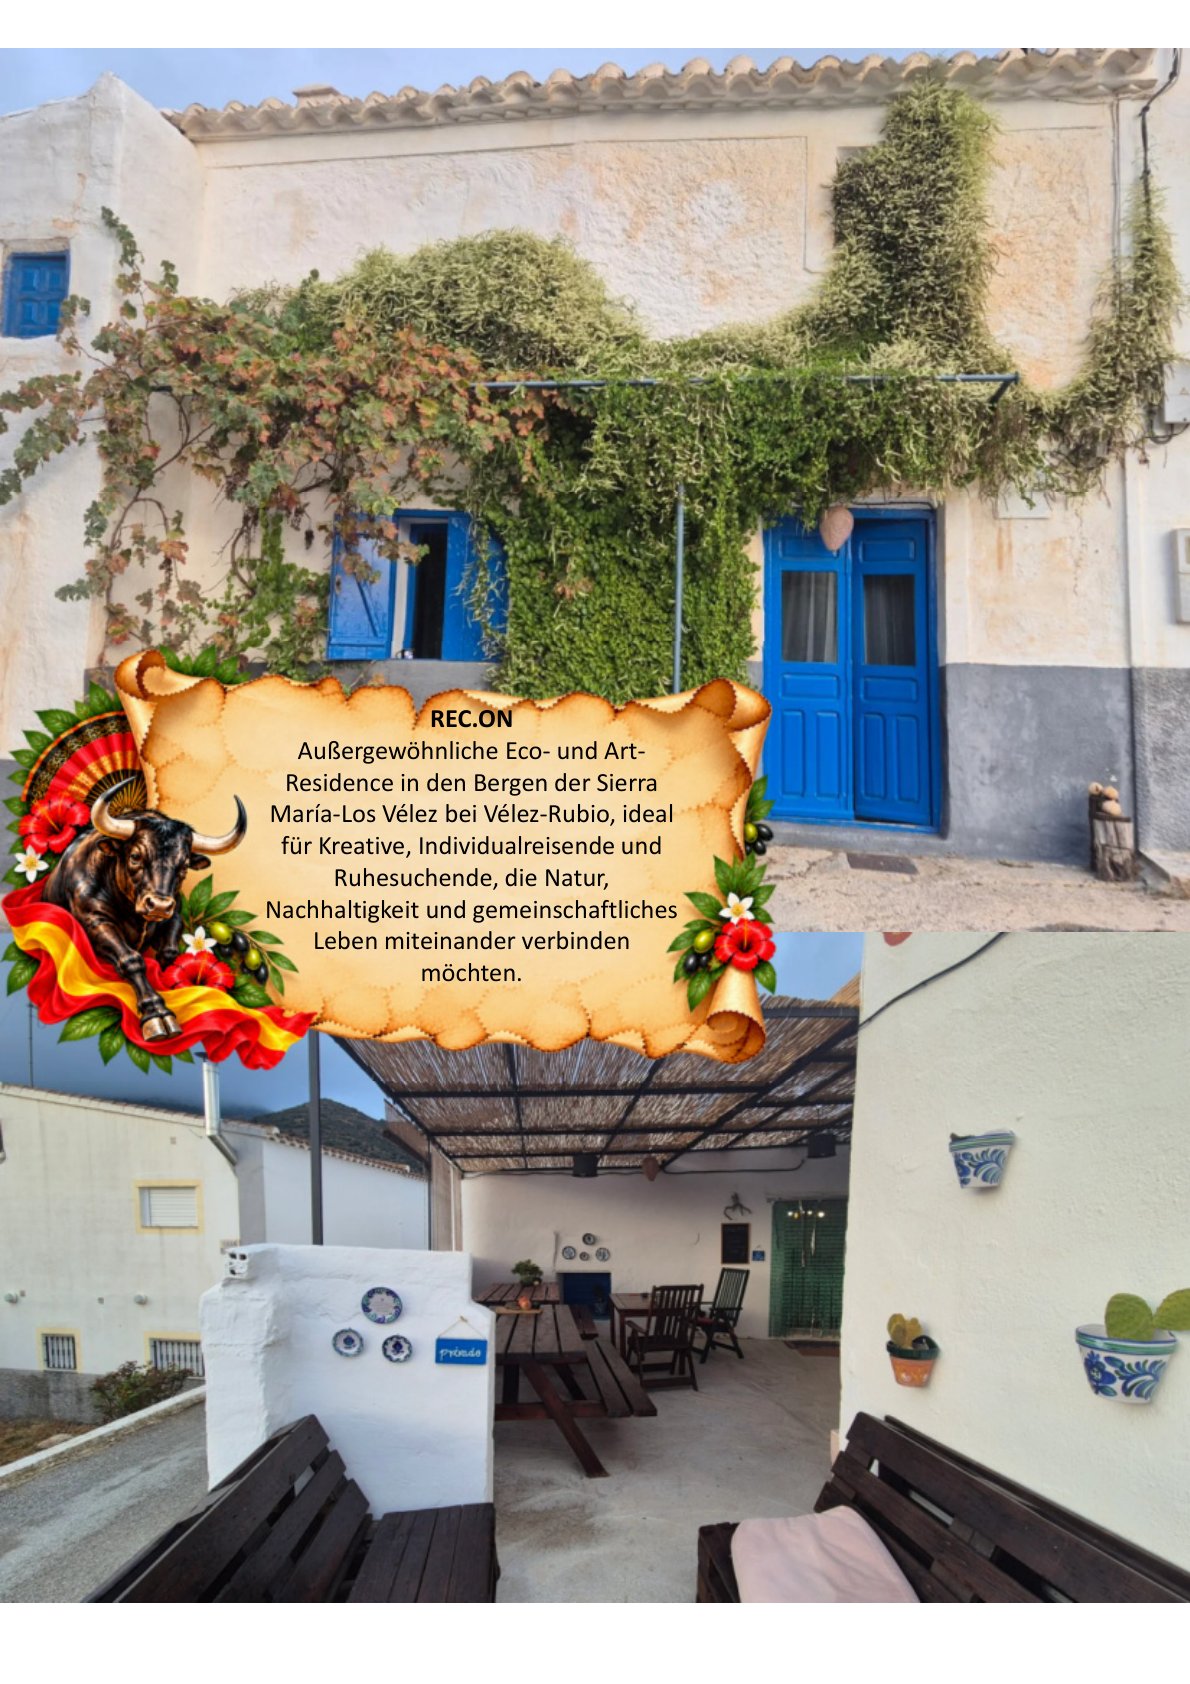 REC.ON
Außergewöhnliche Eco- und Art-
Residence in den Bergen der Sierra
María-Los Vélez bei Vélez-Rubio, ideal
für Kreative, Individualreisende und
Ruhesuchende, die Natur,
Nachhaltigkeit und gemeinschaftliches
Leben miteinander verbinden
möchten.
privado